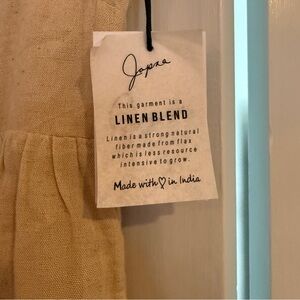 Japna
This garment is a
LINEN BLEND
Linen is a strong natural
fiber made from flax
which is less resource
intensive to grow.
Made with ♡ in India